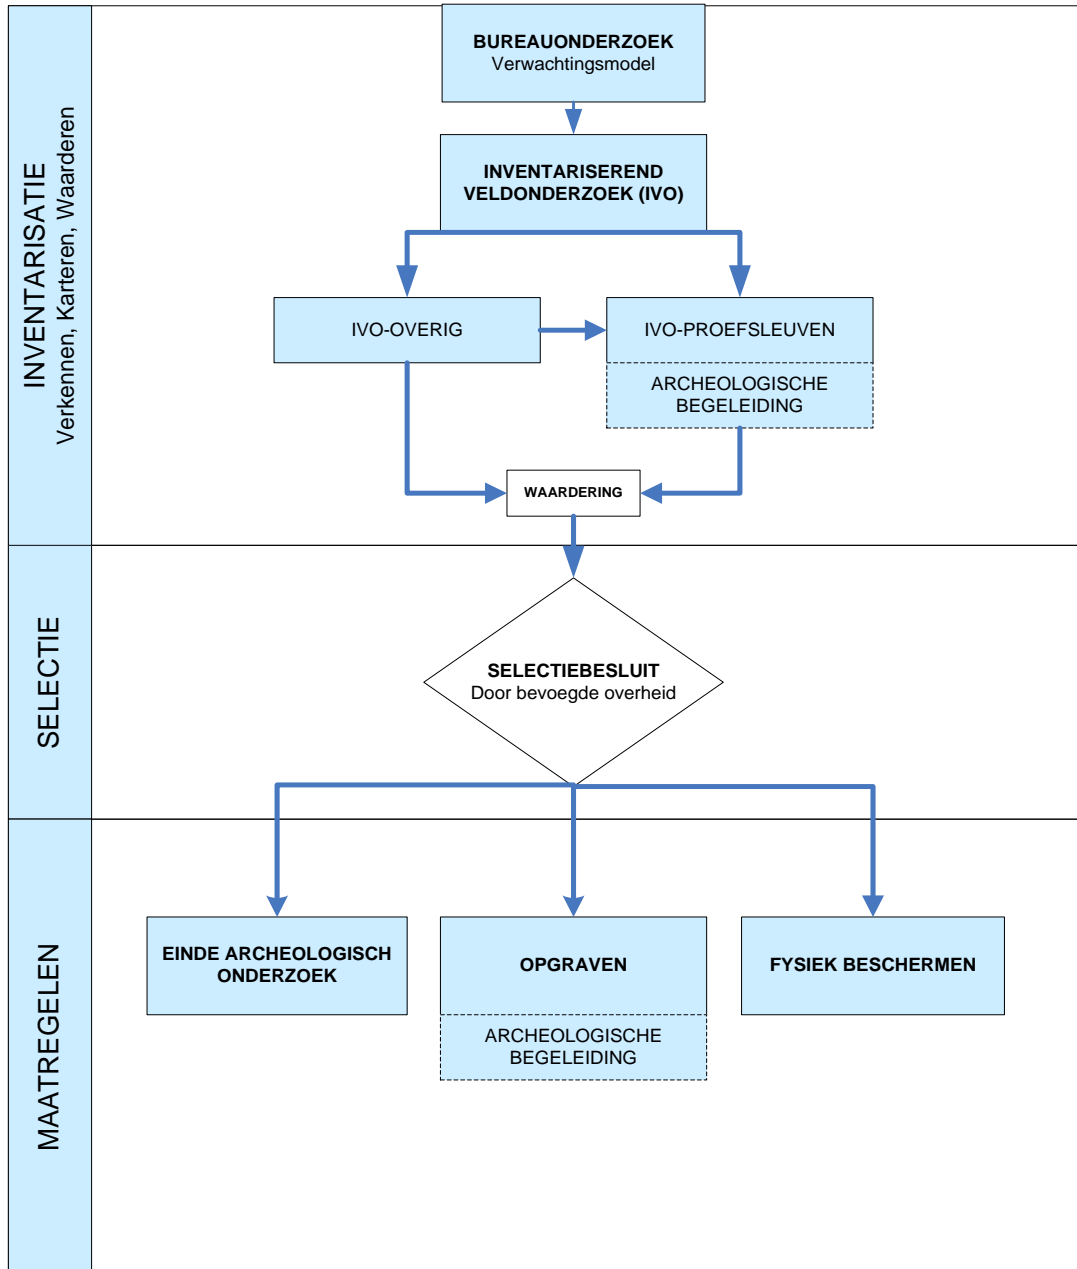 INVENTARISATIE
Verkennen, Karteren, Waarderen
BUREAUONDERZOEK
Verwachtingsmodel
INVENTARISEREND
VELDONDERZOEK (IVO)
IVO-OVERIG
IVO-PROEFSLEUVEN
ARCHEOLOGISCHE
BEGELEIDING
WAARDERING
SELECTIE
SELECTIEBESLUIT
Door bevoegde overheid
MAATREGELEN
EINDE ARCHEOLOGISCH
ONDERZOEK
OPGRAVEN
ARCHEOLOGISCHE
BEGELEIDING
FYSIEK BESCHERMEN